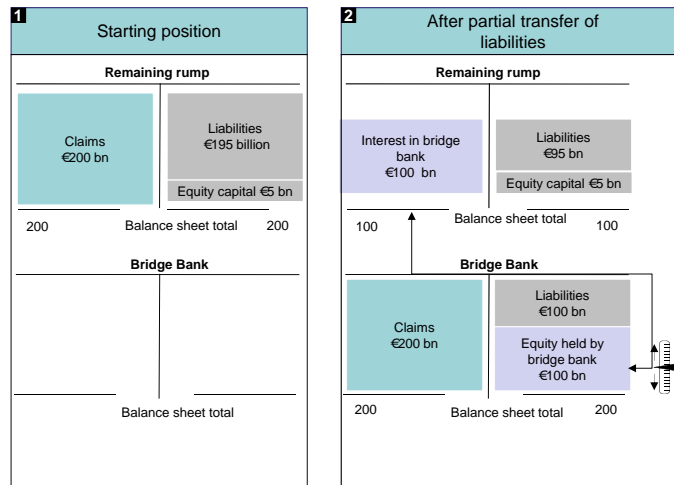 1
Starting position
Remaining rump
Claims
€200 bn
Liabilities
€195 billion
Equity capital €5 bn
200
Balance sheet total
200
Bridge Bank
Balance sheet total
2
After partial transfer of
liabilities
Remaining rump
Interest in bridge
bank
€100 bn
Liabilities
€95 bn
Equity capital €5 bn
100
Balance sheet total
100
Bridge Bank
Claims
€200 bn
Liabilities
€100 bn
Equity held by
bridge bank
€100 bn
200
Balance sheet total
200